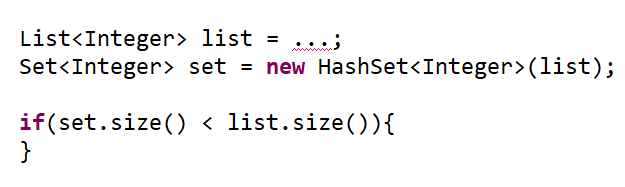 List<Integer> list = ...;
Set<Integer> set = new HashSet<Integer>(list);
if(set.size() < list.size()){
}